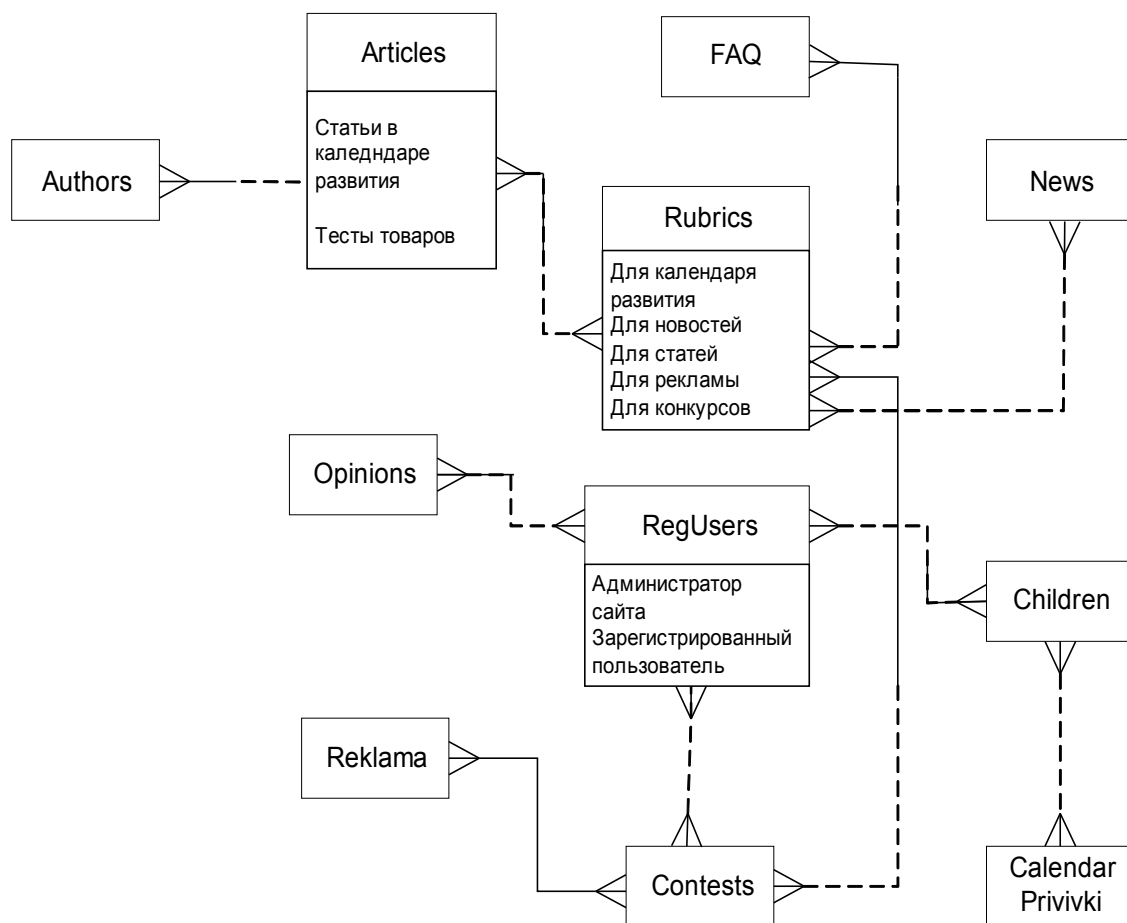 Articles
Статьи в
каледндаре
развития
Тесты товаров
FAQ
Authors
News
Rubrics
Для календаря
развития
Для новостей
Для статей
Для рекламы
Для конкурсов
Opinions
RegUsers
Администратор
сайта
Зарегистрированный
пользователь
Children
Reklama
Contests
Calendar
Privivki